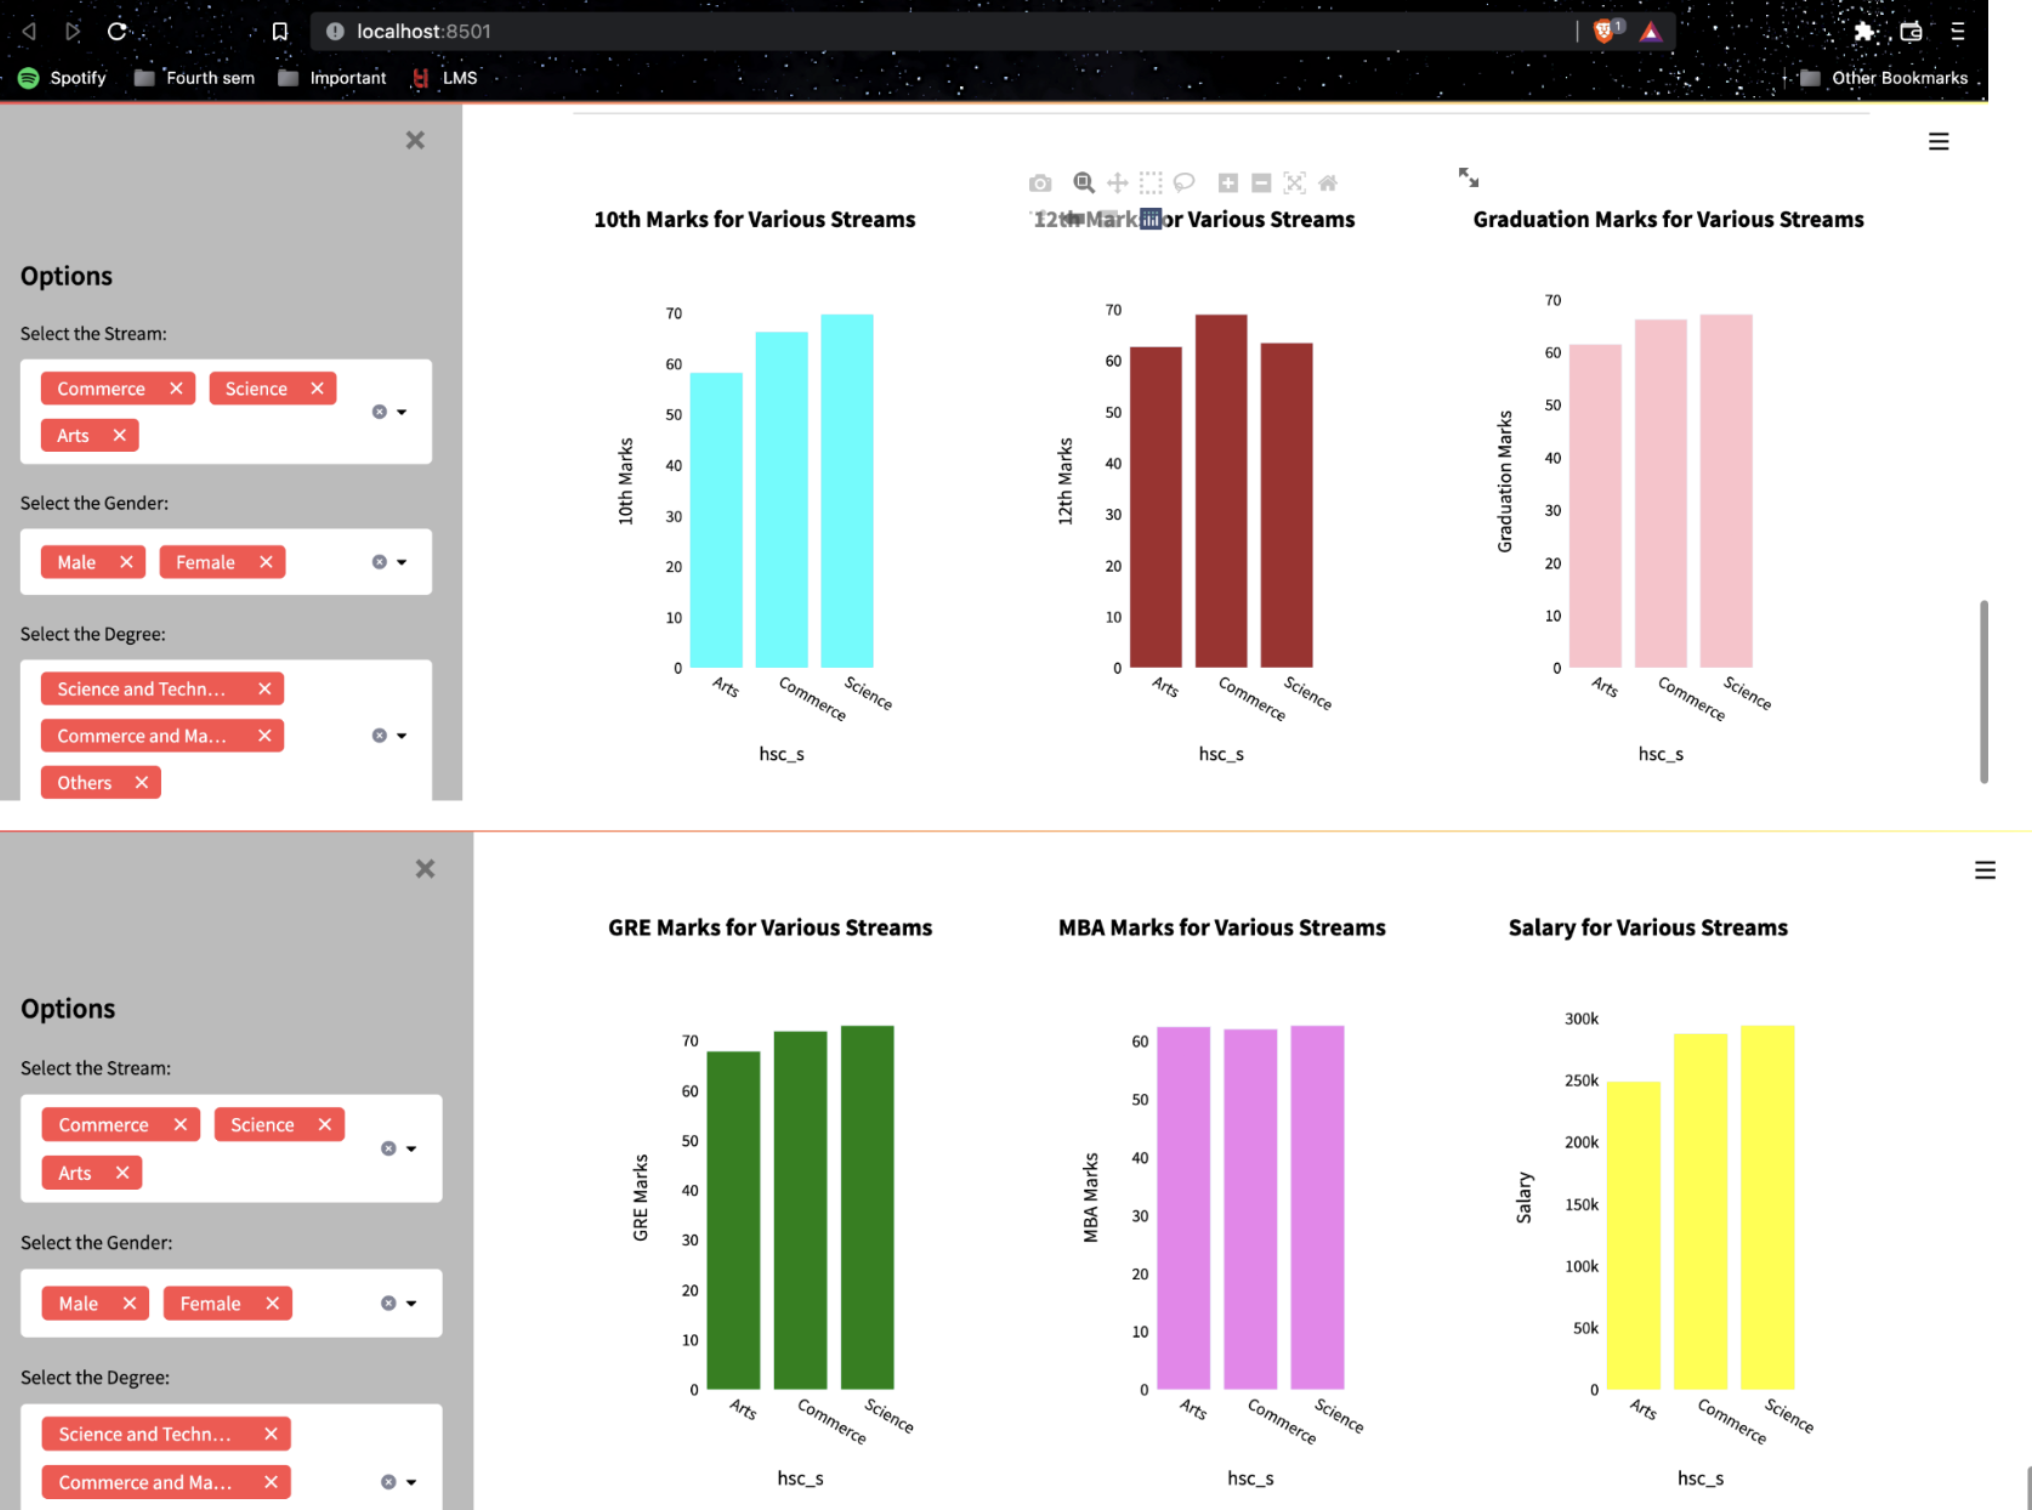 localhost:8501
Spotify Fourth sem Important LMS Other Bookmarks
Options
Select the Stream:
Commerce Science
Arts
Select the Gender:
Male Female
Select the Degree:
Science and Techn...
Commerce and Ma...
Others
10th Marks for Various Streams
70
60
50
40
30
20
10
0
10th Marks
Arts Commerce Science
hsc_s
12th Marks for Various Streams
70
60
50
40
30
20
10
0
12th Marks
Arts Commerce Science
hsc_s
Graduation Marks for Various Streams
70
60
50
40
30
20
10
0
Graduation Marks
Arts Commerce Science
hsc_s
Options
Select the Stream:
Commerce Science
Arts
Select the Gender:
Male Female
Select the Degree:
Science and Techn...
Commerce and Ma...
GRE Marks for Various Streams
70
60
50
40
30
20
10
0
GRE Marks
Arts Commerce Science
hsc_s
MBA Marks for Various Streams
60
50
40
30
20
10
0
MBA Marks
Arts Commerce Science
hsc_s
Salary for Various Streams
300k
250k
200k
150k
100k
50k
0
Salary
Arts Commerce Science
hsc_s